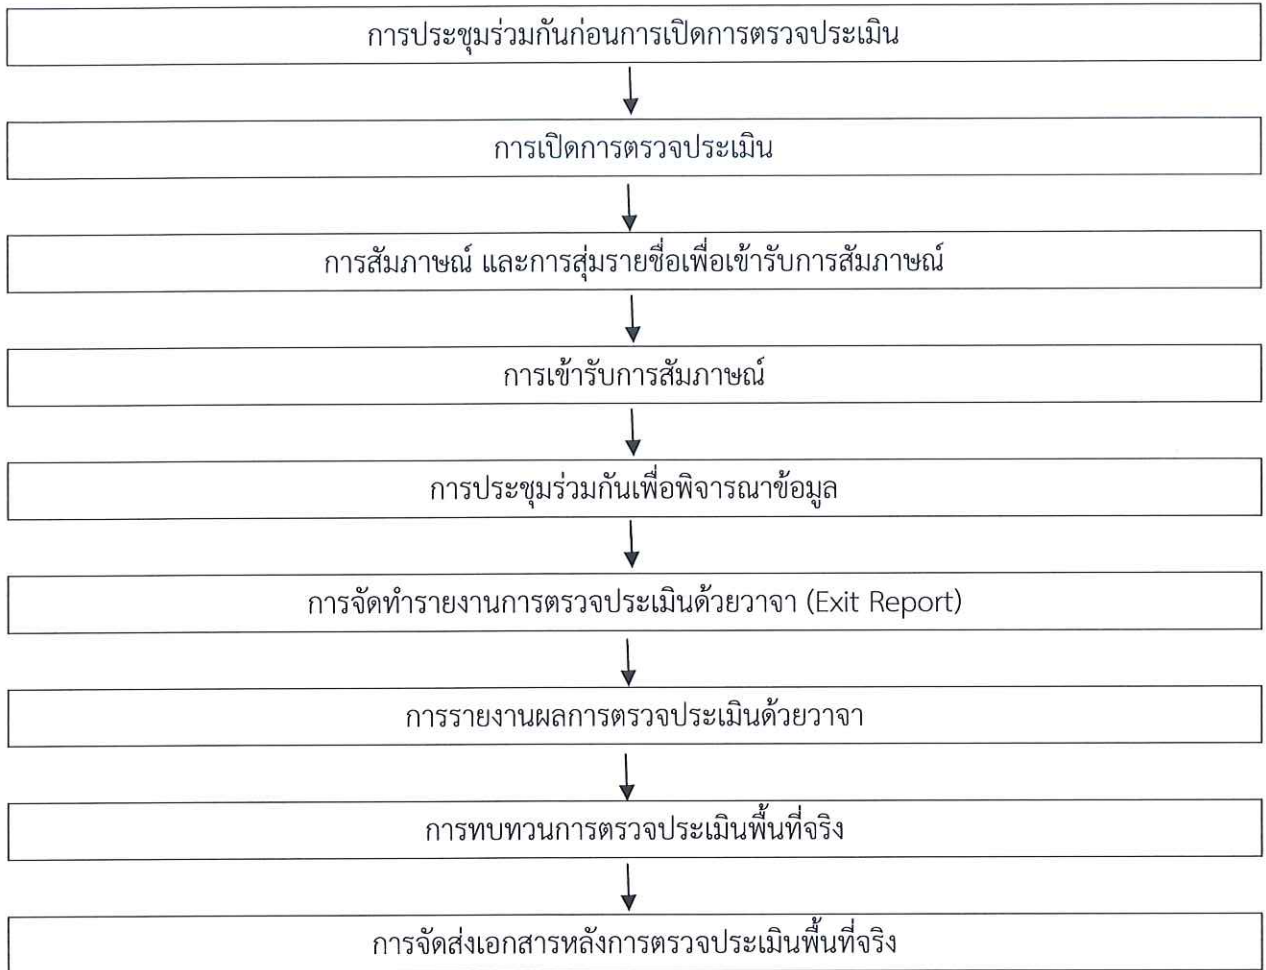 การประชุมร่วมกันก่อนการเปิดการตรวจประเมิน
การเปิดการตรวจประเมิน
การสัมภาษณ์ และการสุ่มรายชื่อเพื่อเข้ารับการสัมภาษณ์
การเข้ารับการสัมภาษณ์
การประชุมร่วมกันเพื่อพิจารณาข้อมูล
การจัดทำรายงานการตรวจประเมินด้วยวาจา (Exit Report)
การรายงานผลการตรวจประเมินด้วยวาจา
การทบทวนการตรวจประเมินพื้นที่จริง
การจัดส่งเอกสารหลังการตรวจประเมินพื้นที่จริง